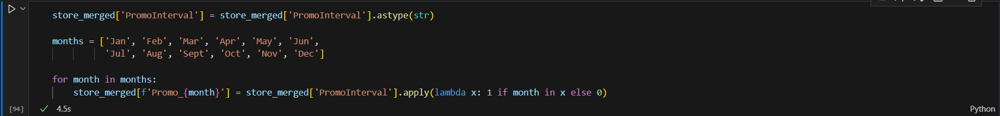 store_merged['PromoInterval'] = store_merged['PromoInterval'].astype(str)
months = ['Jan', 'Feb', 'Mar', 'Apr', 'May', 'Jun',
'Jul', 'Aug', 'Sept', 'Oct', 'Nov', 'Dec']
for month in months:
store_merged[f'Promo_{month}'] = store_merged['PromoInterval'].apply(lambda x: 1 if month in x else 0)
[94] 4.5s Python